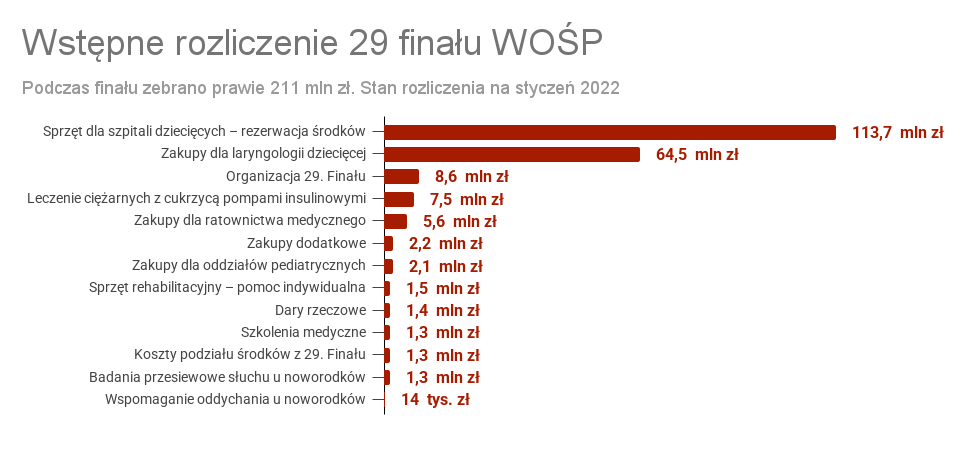 Wstępne rozliczenie 29 finału WOŚP
Podczas finału zebrano prawie 211 mln zł. Stan rozliczenia na styczeń 2022
Sprzęt dla szpitali dziecięcych – rezerwacja środków 113,7 mln zł
Zakupy dla laryngologii dziecięcej 64,5 mln zł
Organizacja 29. Finału 8,6 mln zł
Leczenie ciężarnych z cukrzycą pompami insulinowymi 7,5 mln zł
Zakupy dla ratownictwa medycznego 5,6 mln zł
Zakupy dodatkowe 2,2 mln zł
Zakupy dla oddziałów pediatrycznych 2,1 mln zł
Sprzęt rehabilitacyjny – pomoc indywidualna 1,5 mln zł
Dary rzeczowe 1,4 mln zł
Szkolenia medyczne 1,3 mln zł
Koszty podziału środków z 29. Finału 1,3 mln zł
Badania przesiewowe słuchu u noworodków 1,3 mln zł
Wspomaganie oddychania u noworodków 14 tys. zł